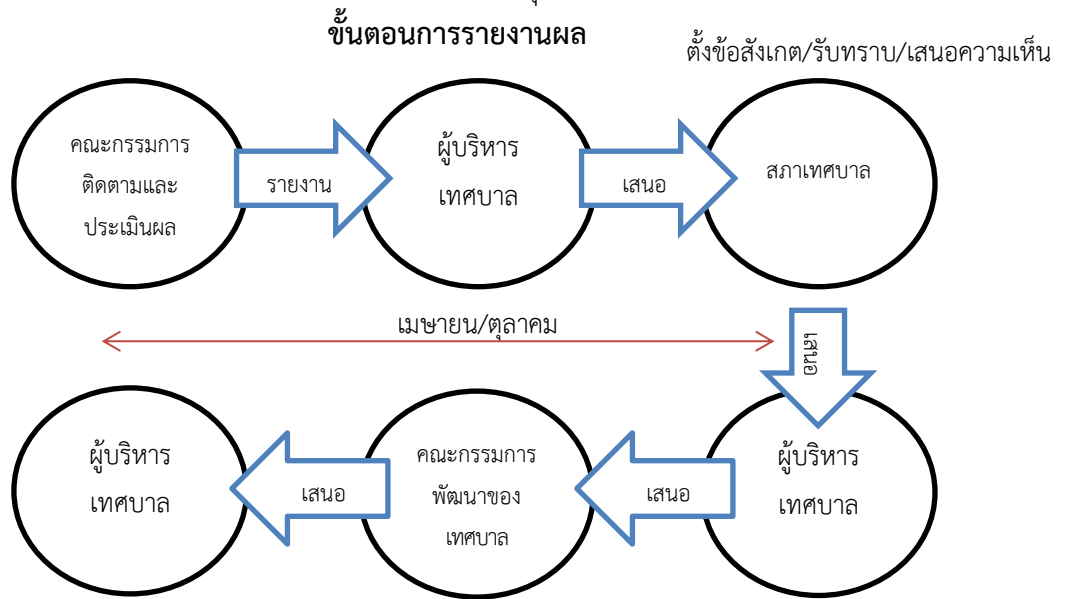 ขั้นตอนการรายงานผล
ตั้งข้อสังเกต/รับทราบ/เสนอความเห็น
คณะกรรมการ
ติดตามและ
ประเมินผล
รายงาน
ผู้บริหาร
เทศบาล
เสนอ
สภาเทศบาล
เมษายน/ตุลาคม
เสนอ
ผู้บริหาร
เทศบาล
เสนอ
คณะกรรมการ
พัฒนาของ
เทศบาล
เสนอ
ผู้บริหาร
เทศบาล